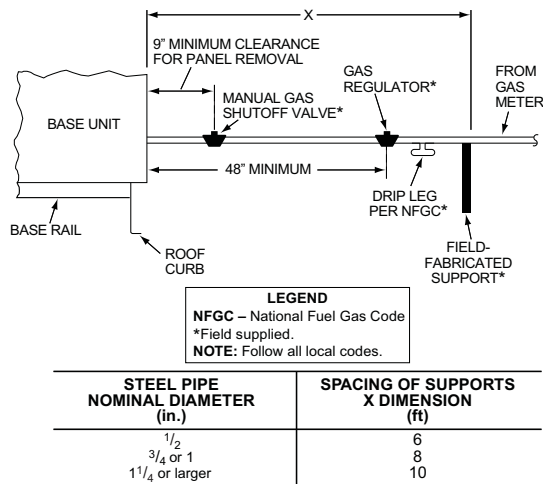 X
9” MINIMUM CLEARANCE
FOR PANEL REMOVAL
BASE UNIT
MANUAL GAS
SHUTOFF VALVE*
GAS
REGULATOR*
FROM
GAS
METER
48” MINIMUM
BASE RAIL
ROOF
CURB
DRIP LEG
PER NFGC*
FIELD-
FABRICATED
SUPPORT*
LEGEND
NFGC – National Fuel Gas Code
*Field supplied.
NOTE: Follow all local codes.
STEEL PIPE
NOMINAL DIAMETER
(in.)
SPACING OF SUPPORTS
X DIMENSION
(ft)
1/2 6
3/4 or 1 8
1 1/4 or larger 10